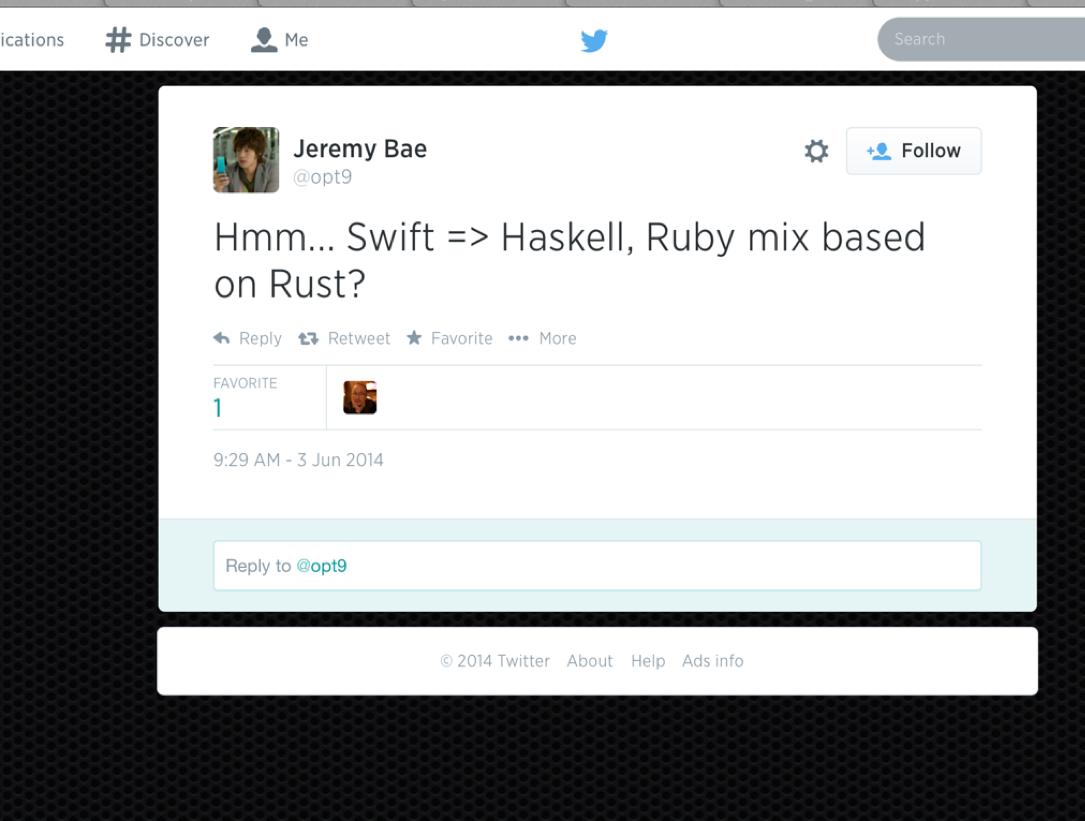 ications Discover Me Search
Jeremy Bae
@opt9
Follow
Hmm... Swift => Haskell, Ruby mix based
on Rust?
Reply Retweet Favorite More
FAVORITE
1
9:29 AM - 3 Jun 2014
Reply to @opt9
© 2014 Twitter About Help Ads info